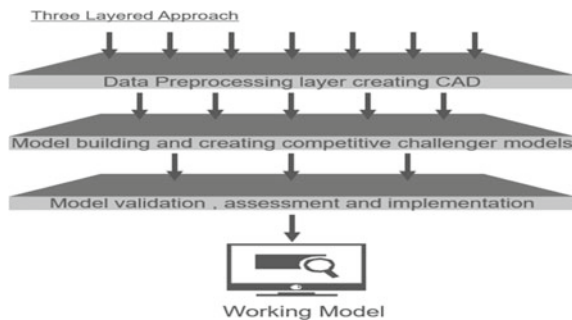 Three Layered Approach
Data Preprocessing layer creating CAD
Model building and creating competitive challenger models
Model validation , assessment and implementation
Working Model